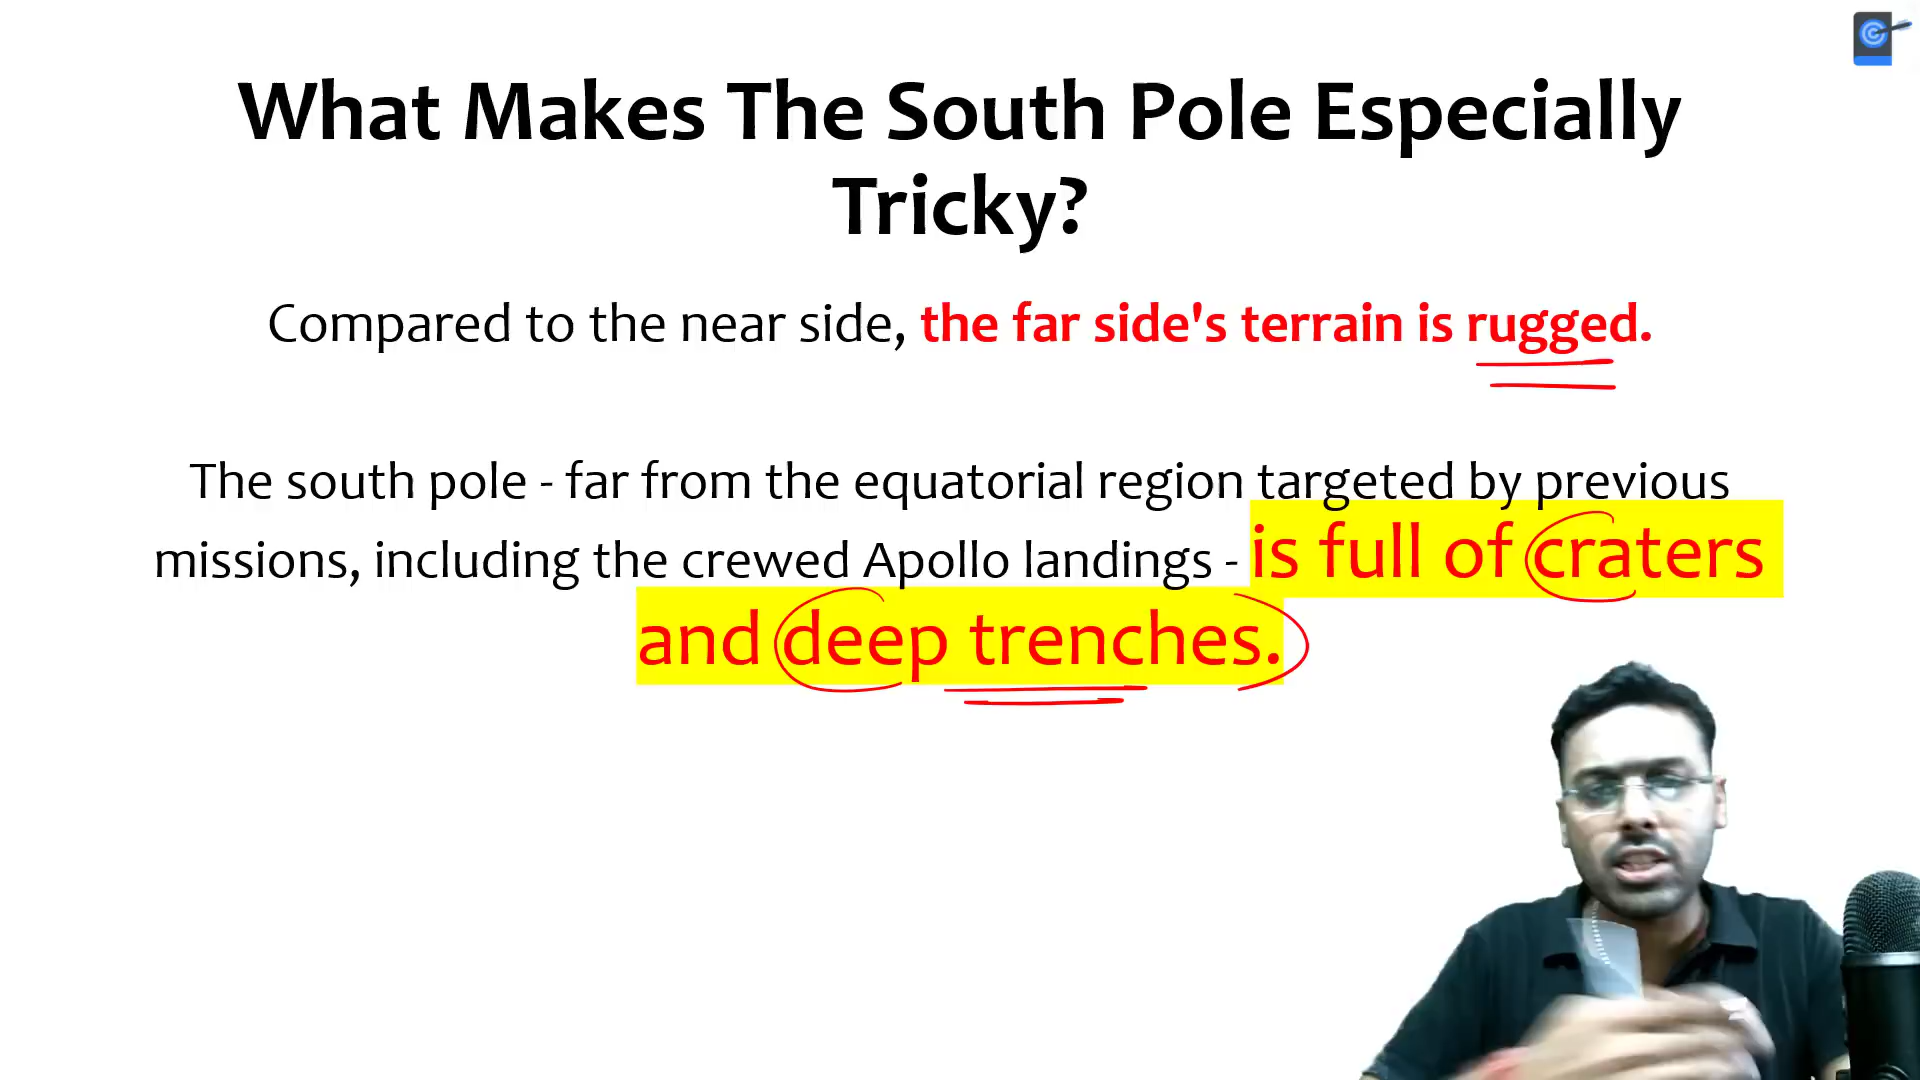 What Makes The South Pole Especially
Tricky?
Compared to the near side, the far side's terrain is rugged.
The south pole - far from the equatorial region targeted by previous
missions, including the crewed Apollo landings - is full of craters
and deep trenches.